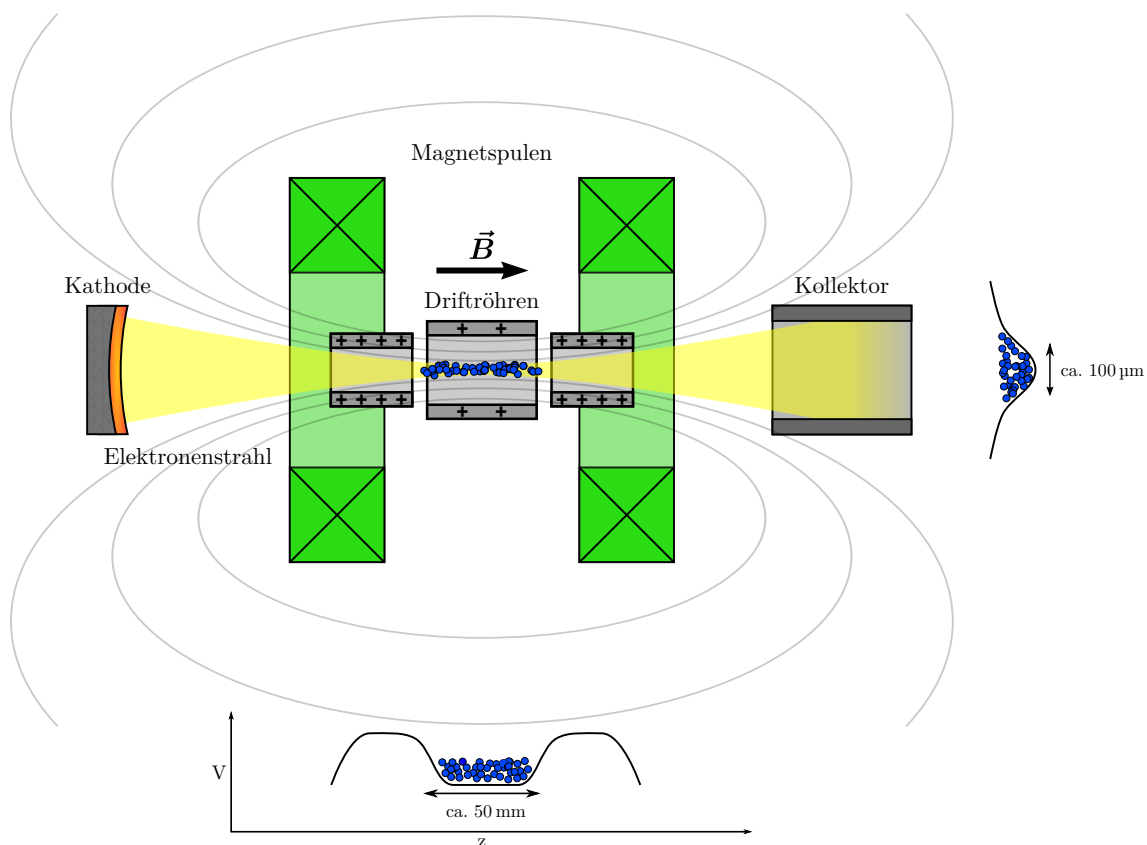 Magnetspulen
B⃗
Kathode
Driftröhren
Kollektor
+ +
+ + + +
+ + + +
ca. 100 µm
+ + + +
+ + + +
+ +
Elektronenstrahl
V
ca. 50 mm
z